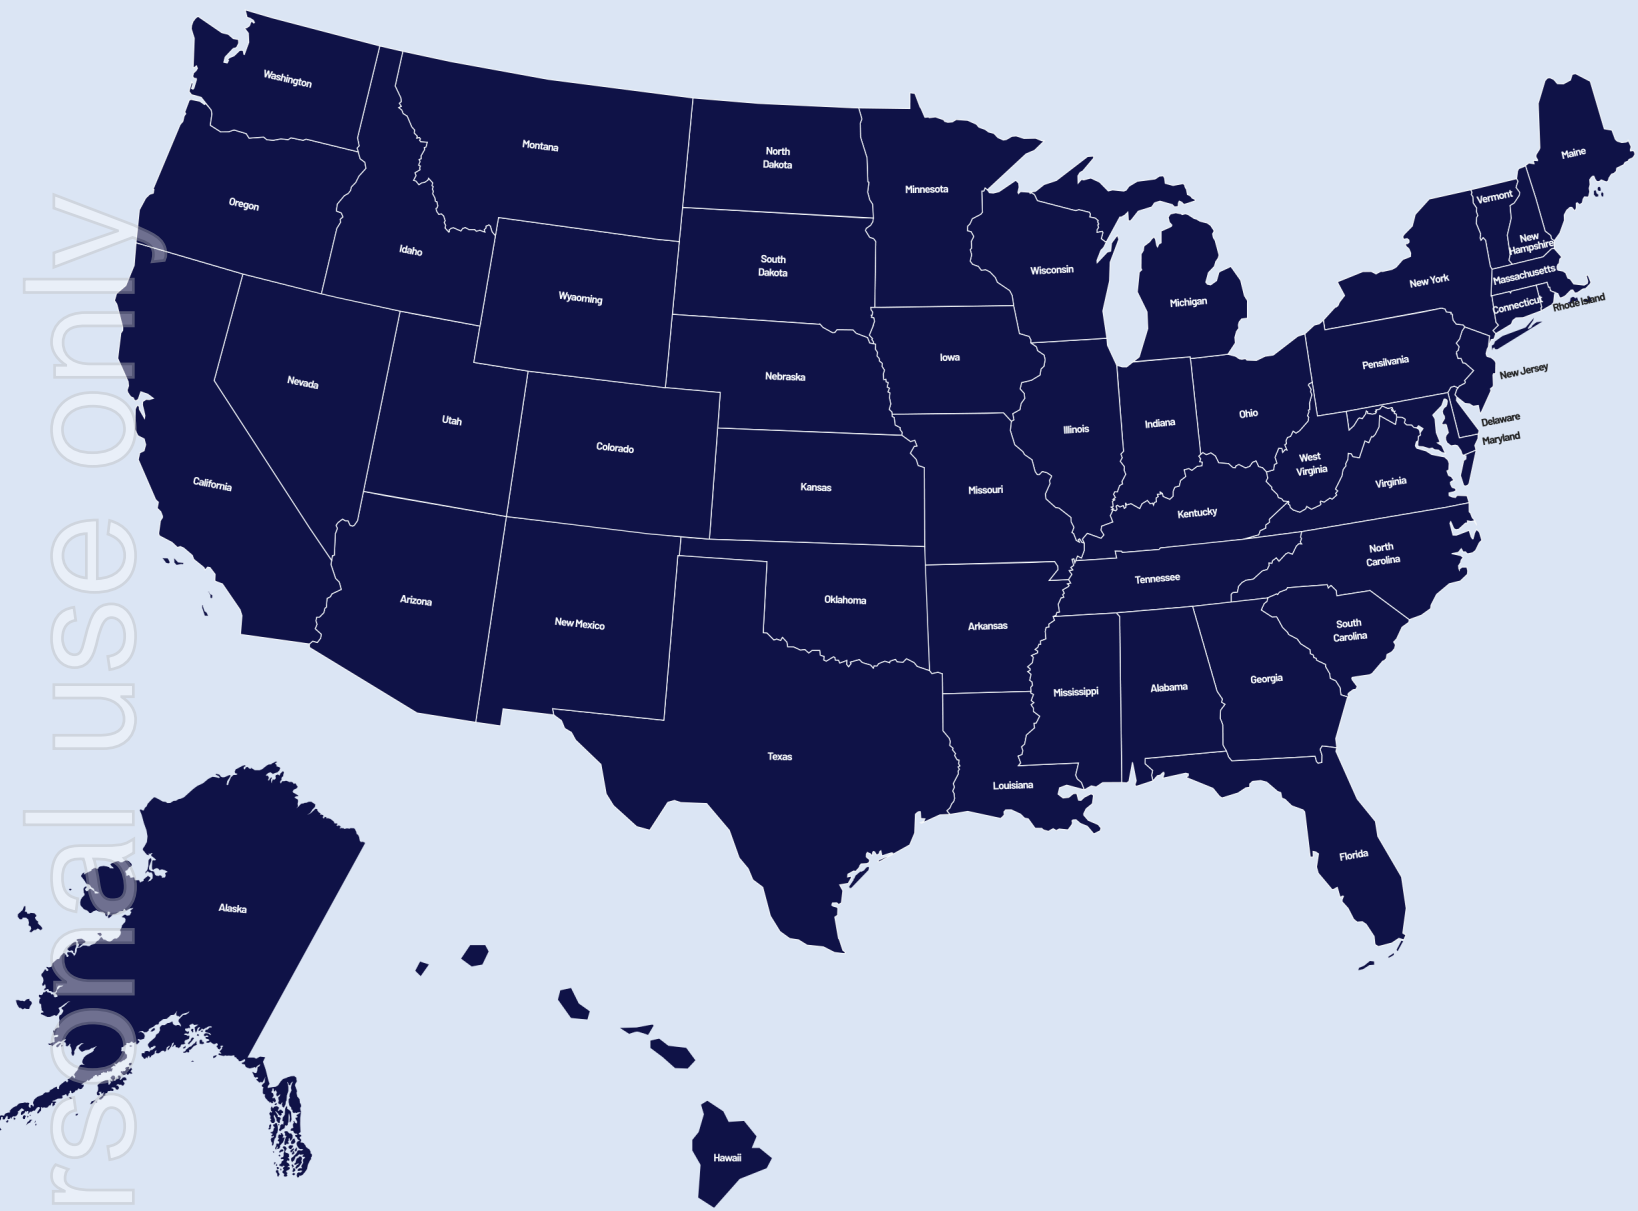 Washington
Montana
North
Dakota
Minnesota
Maine
Oregon
Idaho
Wyaoming
South
Dakota
Wisconsin
Michigan
Vermont
New
Hampshire
New York
Massachusetts
Connecticut
Rhode Island
Nevada
Utah
Colorado
Nebraska
Iowa
Illinois
Indiana
Ohio
Pensilvania
New Jersey
Delaware
Maryland
California
Kansas
Missouri
Kentucky
West
Virginia
Virginia
Arizona
New Mexico
Oklahoma
Arkansas
Tennessee
North
Carolina
South
Carolina
Texas
Louisiana
Mississippi
Alabama
Georgia
Florida
Alaska
Hawaii
rsonal use only